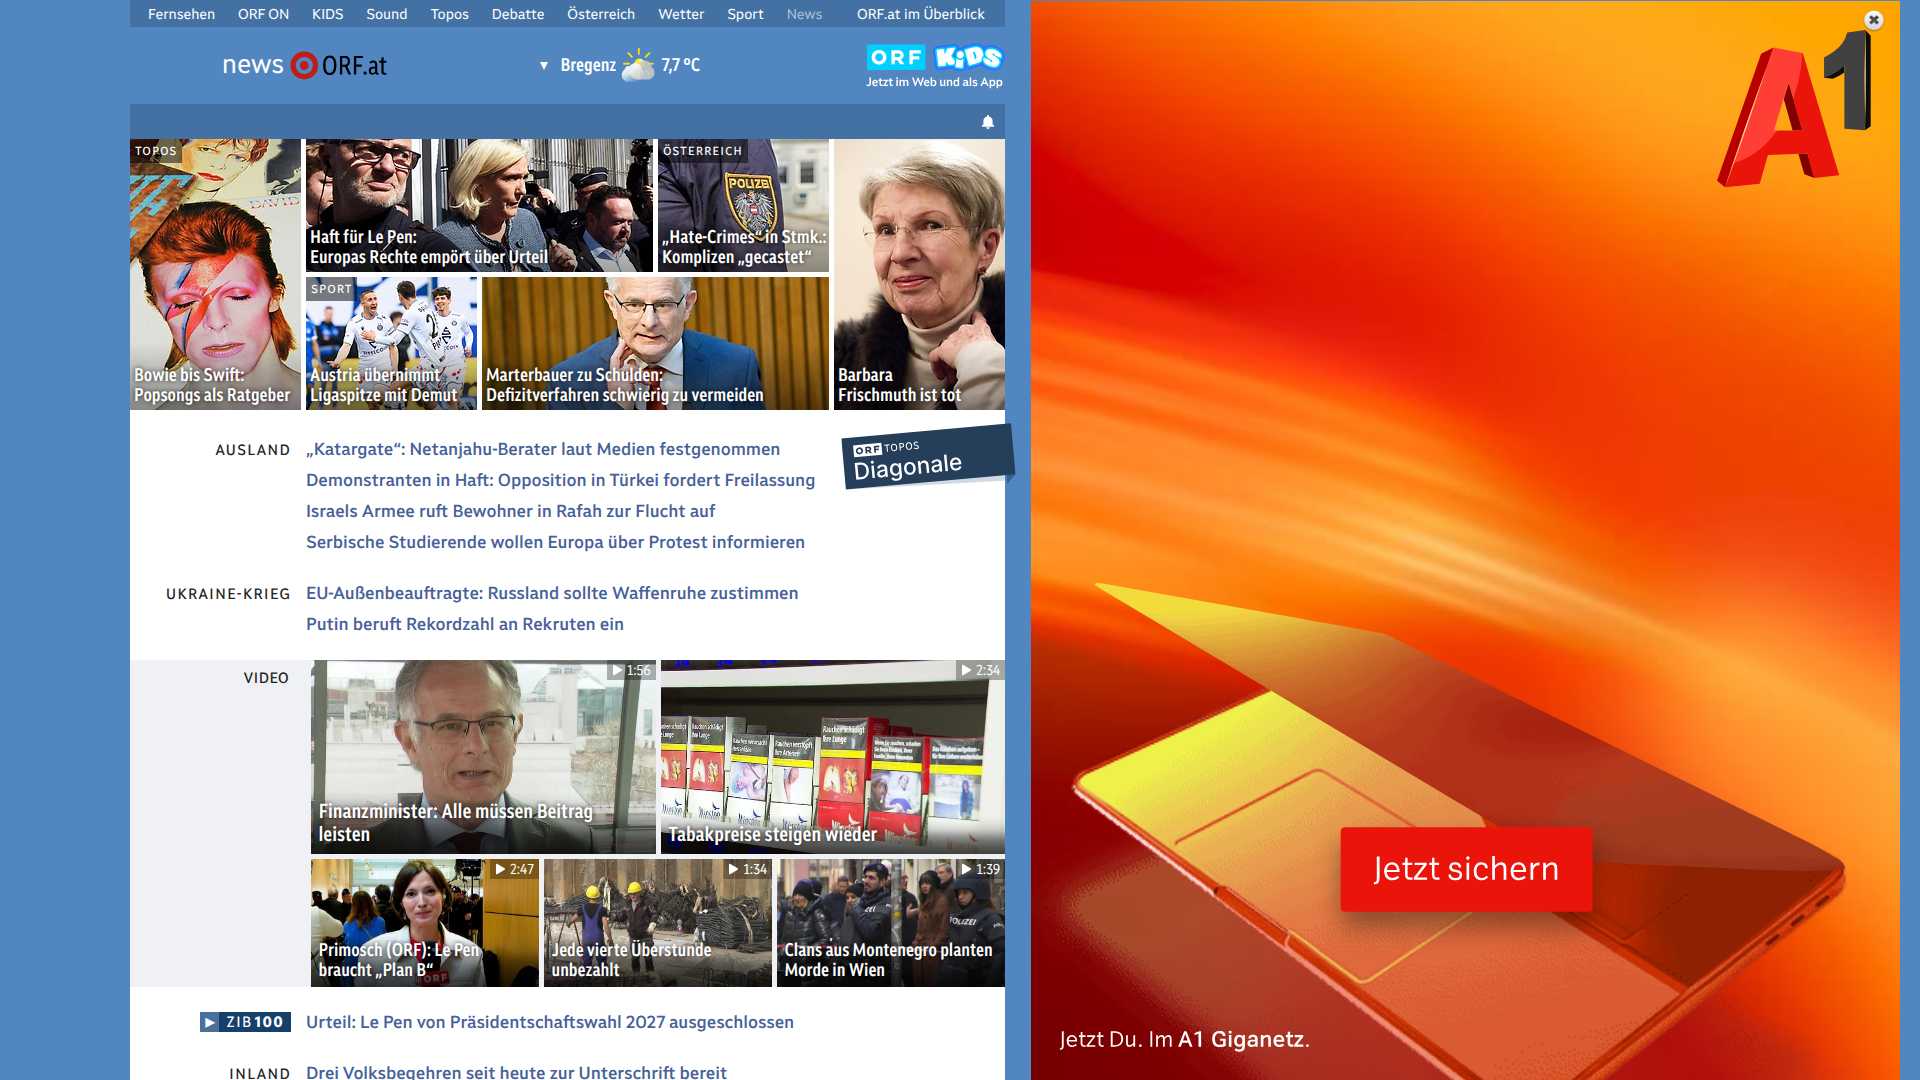 Fernsehen ORF ON KIDS Sound Topos Debatte Österreich Wetter Sport News ORF.at im Überblick
news ORF.at
Bregenz 7,7 °C
ORF KiDS
Jetzt im Web und als App
TOPOS
DAVID
Bowie bis Swift:
Popsongs als Ratgeber
Haft für Le Pen:
Europas Rechte empört über Urteil
ÖSTERREICH
POLIZEI
„Hate-Crimes“ in Stmk.:
Komplizen „gecastet“
SPORT
Austria übernimmt
Ligaspitze mit Demut
Marterbauer zu Schulden:
Defizitverfahren schwierig zu vermeiden
Barbara
Frischmuth ist tot
AUSLAND
„Katargate“: Netanjahu-Berater laut Medien festgenommen
Demonstranten in Haft: Opposition in Türkei fordert Freilassung
Israels Armee ruft Bewohner in Rafah zur Flucht auf
Serbische Studierende wollen Europa über Protest informieren
ORF TOPOS
Diagonale
UKRAINE-KRIEG
EU-Außenbeauftragte: Russland sollte Waffenruhe zustimmen
Putin beruft Rekordzahl an Rekruten ein
VIDEO
1:56
Finanzminister: Alle müssen Beitrag
leisten
2:34
Rauchen schädigt
Ihre Lunge
Winston
Tabakpreise steigen wieder
2:47
Primosch (ORF): Le Pen
braucht „Plan B“
ORF
1:34
Jede vierte Überstunde
unbezahlt
1:39
POLIZEI
Clans aus Montenegro planten
Morde in Wien
ZIB100
Urteil: Le Pen von Präsidentschaftswahl 2027 ausgeschlossen
INLAND
Drei Volksbegehren seit heute zur Unterschrift bereit
A1
Jetzt sichern
Jetzt Du. Im A1 Giganetz.